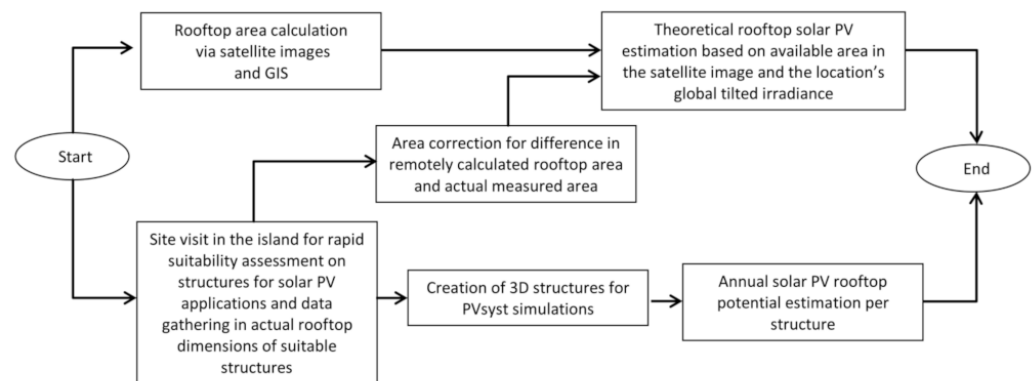 Rooftop area calculation
via satellite images
and GIS
Theoretical rooftop solar PV
estimation based on available area in
the satellite image and the location's
global tilted irradiance
Start
Area correction for difference in
remotely calculated rooftop area
and actual measured area
End
Site visit in the island for rapid
suitability assessment on
structures for solar PV
applications and data
gathering in actual rooftop
dimensions of suitable
structures
Creation of 3D structures for
PVsyst simulations
Annual solar PV rooftop
potential estimation per
structure